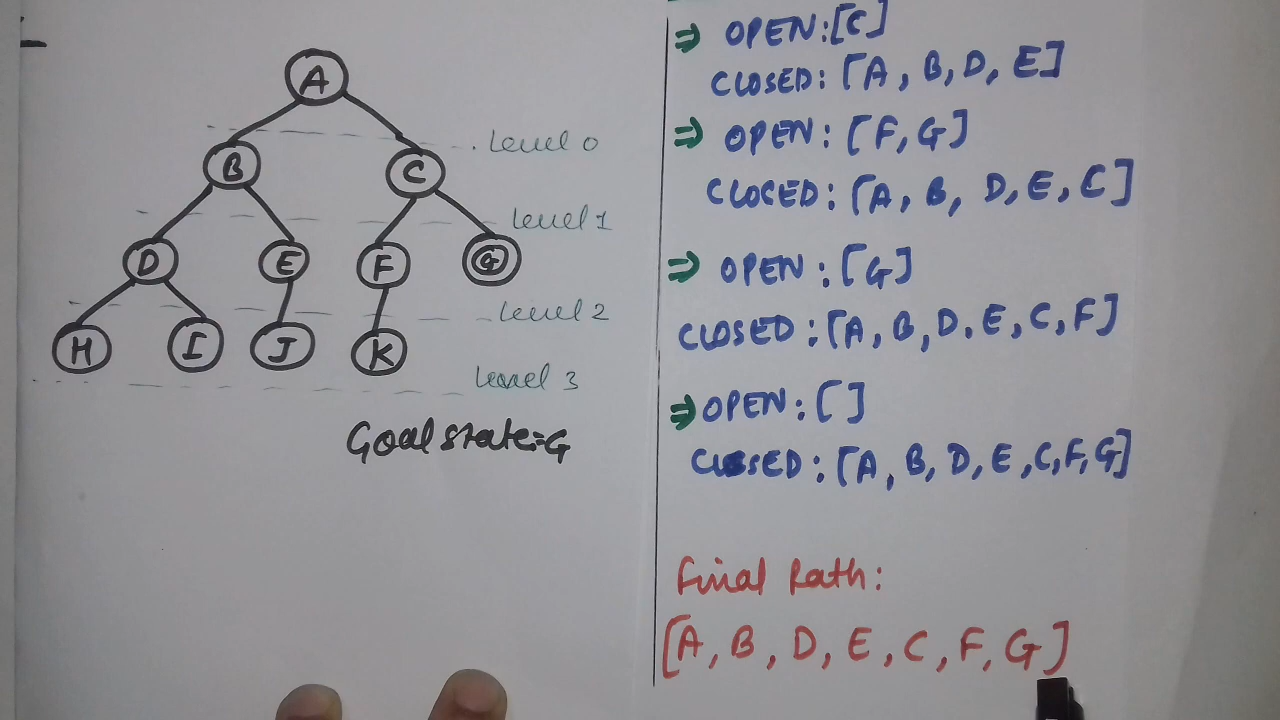 A
Level 0
B
C
Level 1
D
E
F
G
Level 2
H
I
J
K
Level 3
Goal state=G
⇒ OPEN:[C]
CLOSED: [A, B, D, E]
⇒ OPEN: [F, G]
CLOSED: [A, B, D, E, C]
⇒ OPEN: [G]
CLOSED: [A, B, D, E, C, F]
⇒ OPEN: [ ]
CLOSED: [A, B, D, E, C, F, G]
Final Path:
[A, B, D, E, C, F, G]